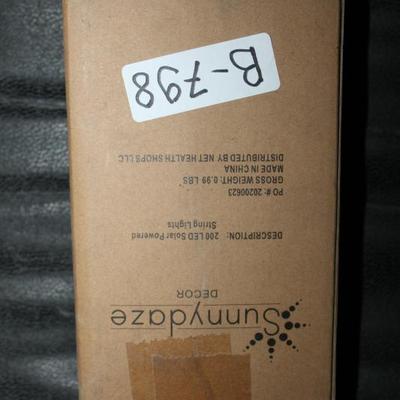 Sunnydaze
DECOR
DESCRIPTION: 200 LED Solar Powered
String Lights
PO #: 20200623
GROSS WEIGHT: 0.99 LBS
MADE IN CHINA
DISTRIBUTED BY NET HEALTH SHOPS LLC
B-798